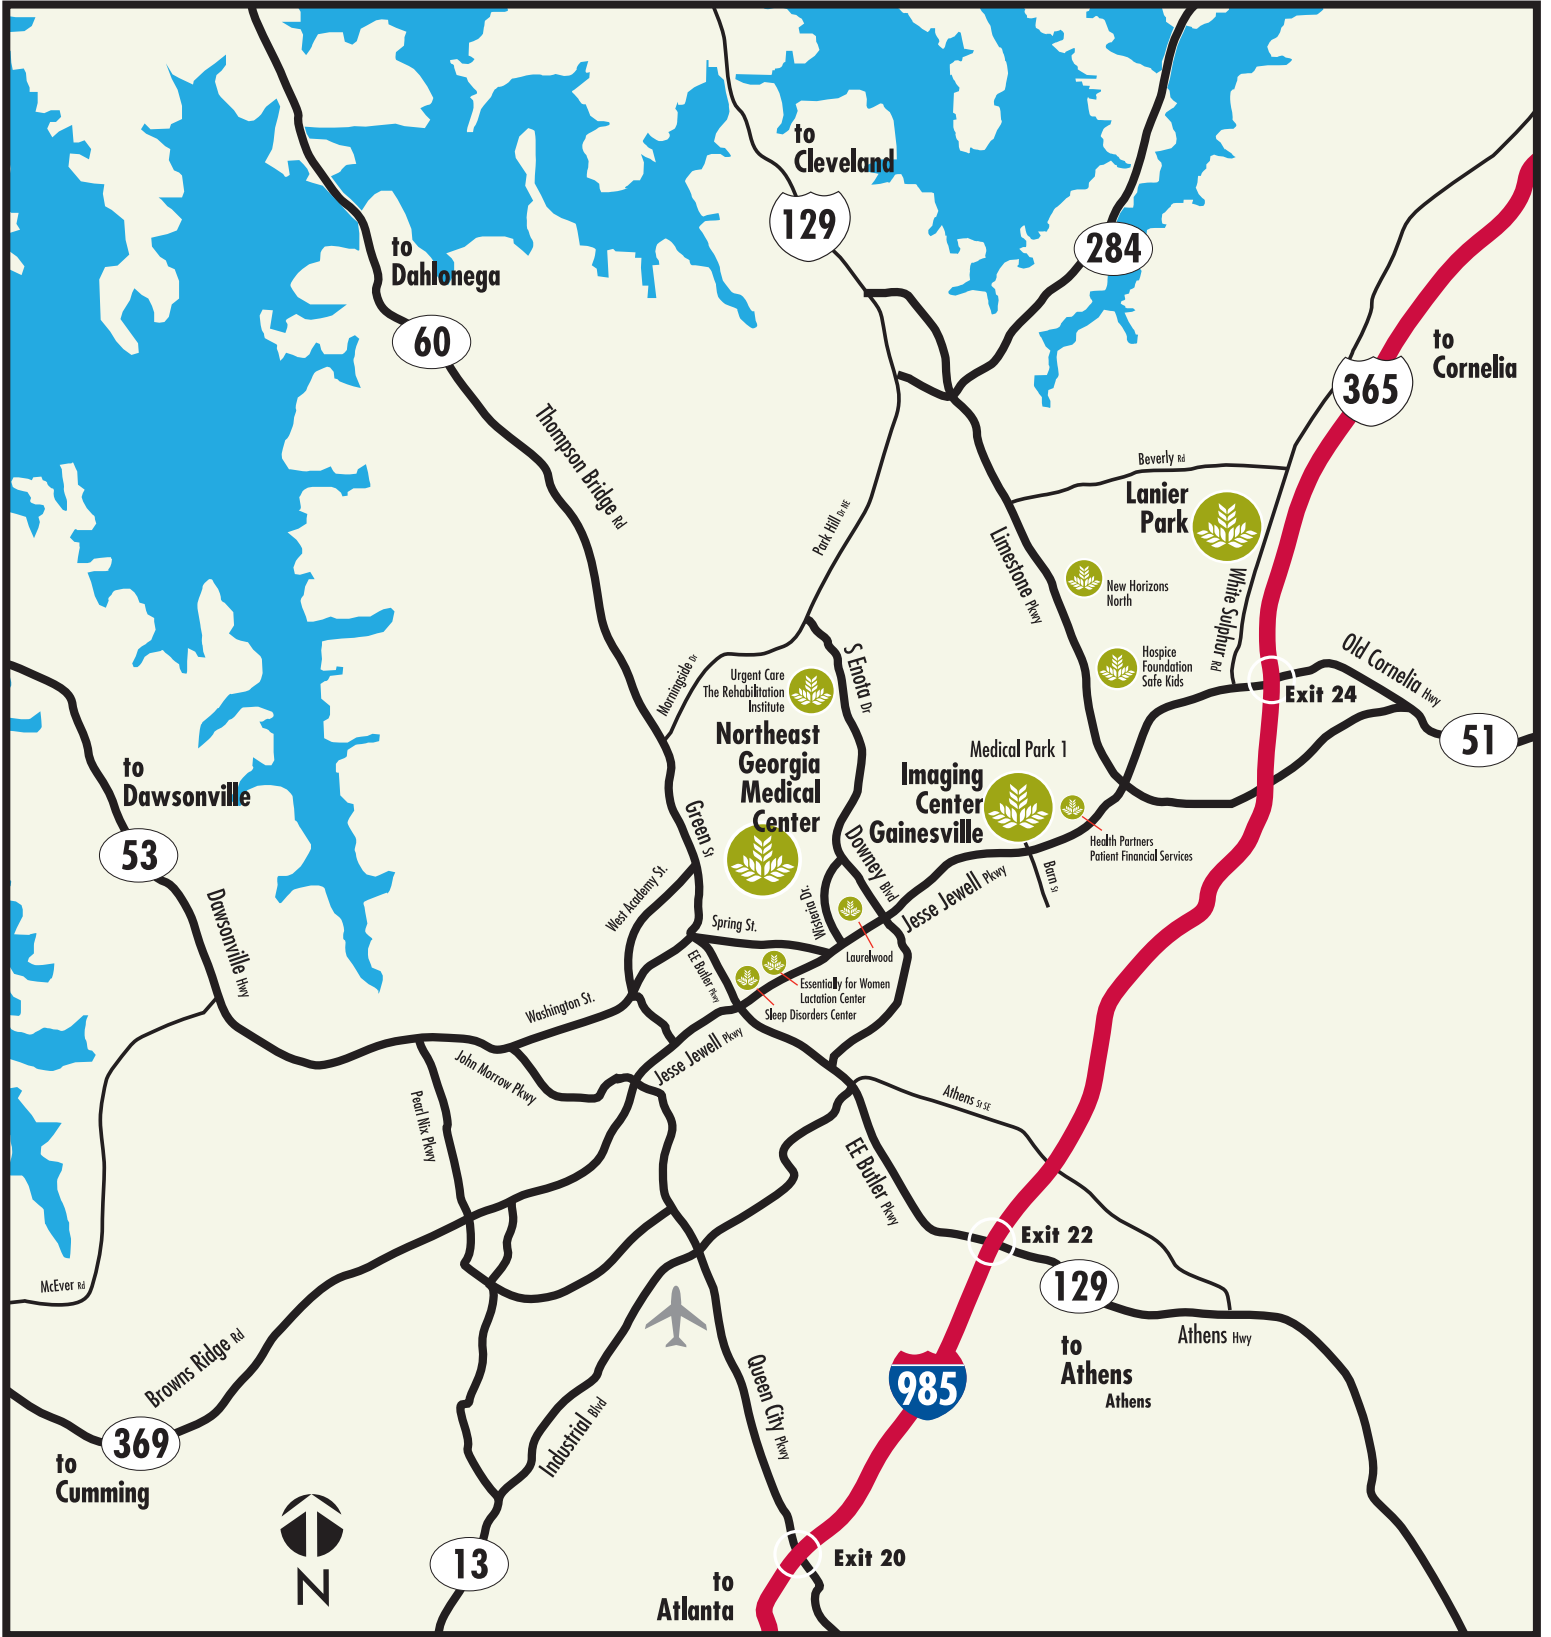 to
Cleveland
129
284
to
Dahlonega
60
365
to
Cornelia
Thompson Bridge Rd
Beverly Rd
Lanier
Park
Park Hill Dr NE
Limestone Pkwy
New Horizons
North
White Sulphur Rd
Hospice
Foundation
Safe Kids
Old Cornelia Hwy
Exit 24
51
Morningside Dr
Urgent Care
The Rehabilitation
Institute
S Enota Dr
Northeast
Georgia
Medical
Center
Medical Park 1
Imaging
Center
Gainesville
Health Partners
Patient Financial Services
Barn St
to
Dawsonville
53
Dawsonville Hwy
Green St
Downey Blvd
Jesse Jewell Pkwy
West Academy St.
Spring St.
Wisteria Dr.
Laurelwood
EE Butler Pkwy
Essentially for Women
Lactation Center
Sleep Disorders Center
Washington St.
Jesse Jewell Pkwy
John Morrow Pkwy
Pearl Nix Pkwy
Athens St SE
EE Butler Pkwy
Exit 22
129
Athens Hwy
to
Athens
Athens
McEver Rd
Browns Ridge Rd
369
to
Cumming
985
Queen City Pkwy
Industrial Blvd
13
N
Exit 20
to
Atlanta